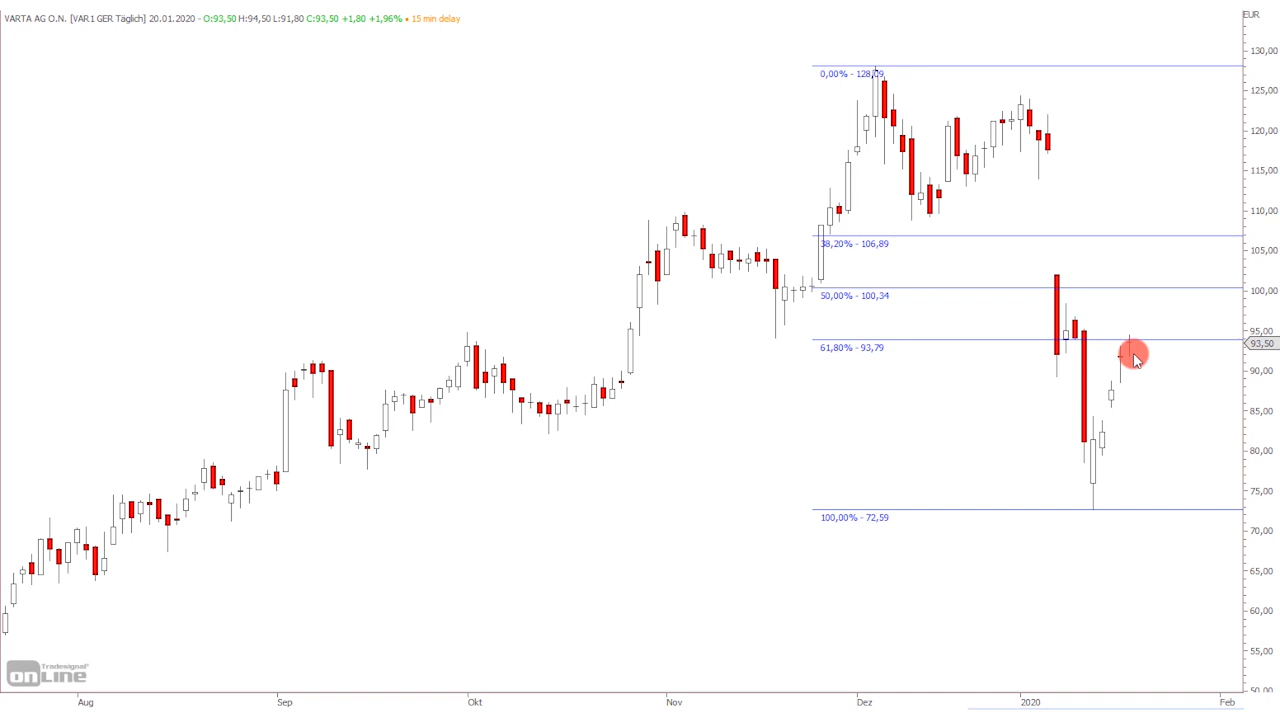 VARTA AG O.N. [VAR1 GER Täglich] 20.01.2020 - O:93,50 H:94,50 L:91,80 C:93,50 +1,80 +1,96% • 15 min delay
EUR
130,00
125,00
120,00
115,00
110,00
105,00
100,00
95,00
93,50
90,00
85,00
80,00
75,00
70,00
65,00
60,00
55,00
50,00
0,00% - 128,09
38,20% - 106,89
50,00% - 100,34
61,80% - 93,79
100,00% - 72,59
Tradesignal®
onLine
Aug Sep Okt Nov Dez 2020 Feb